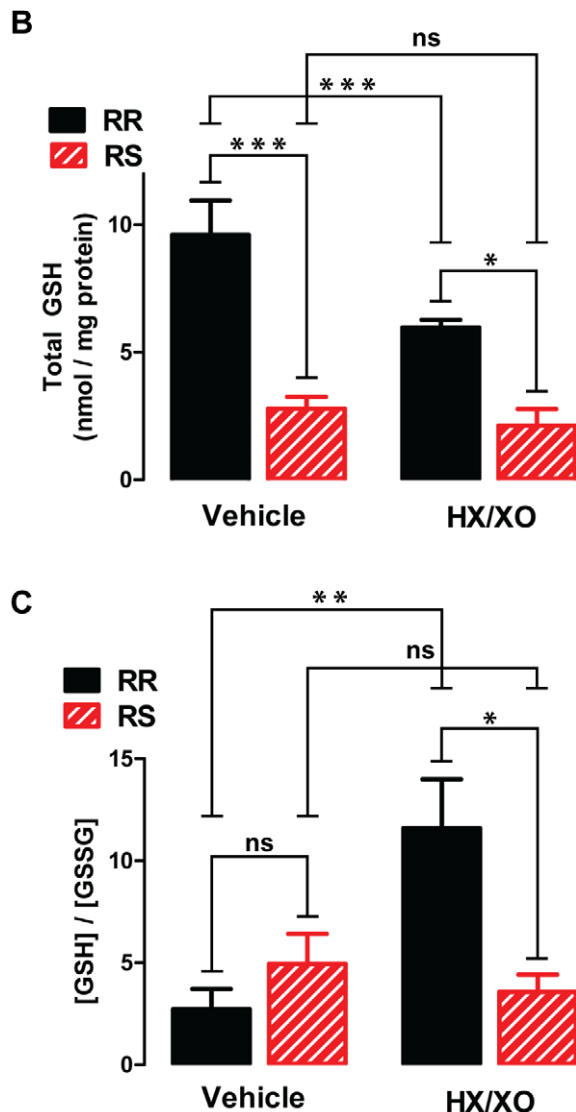 B
ns
***
RR
RS
***
*
Total GSH
(nmol / mg protein)
10
5
0
Vehicle
HX/XO
C
**
ns
RR
RS
*
ns
[GSH] / [GSSG]
15
10
5
0
Vehicle
HX/XO